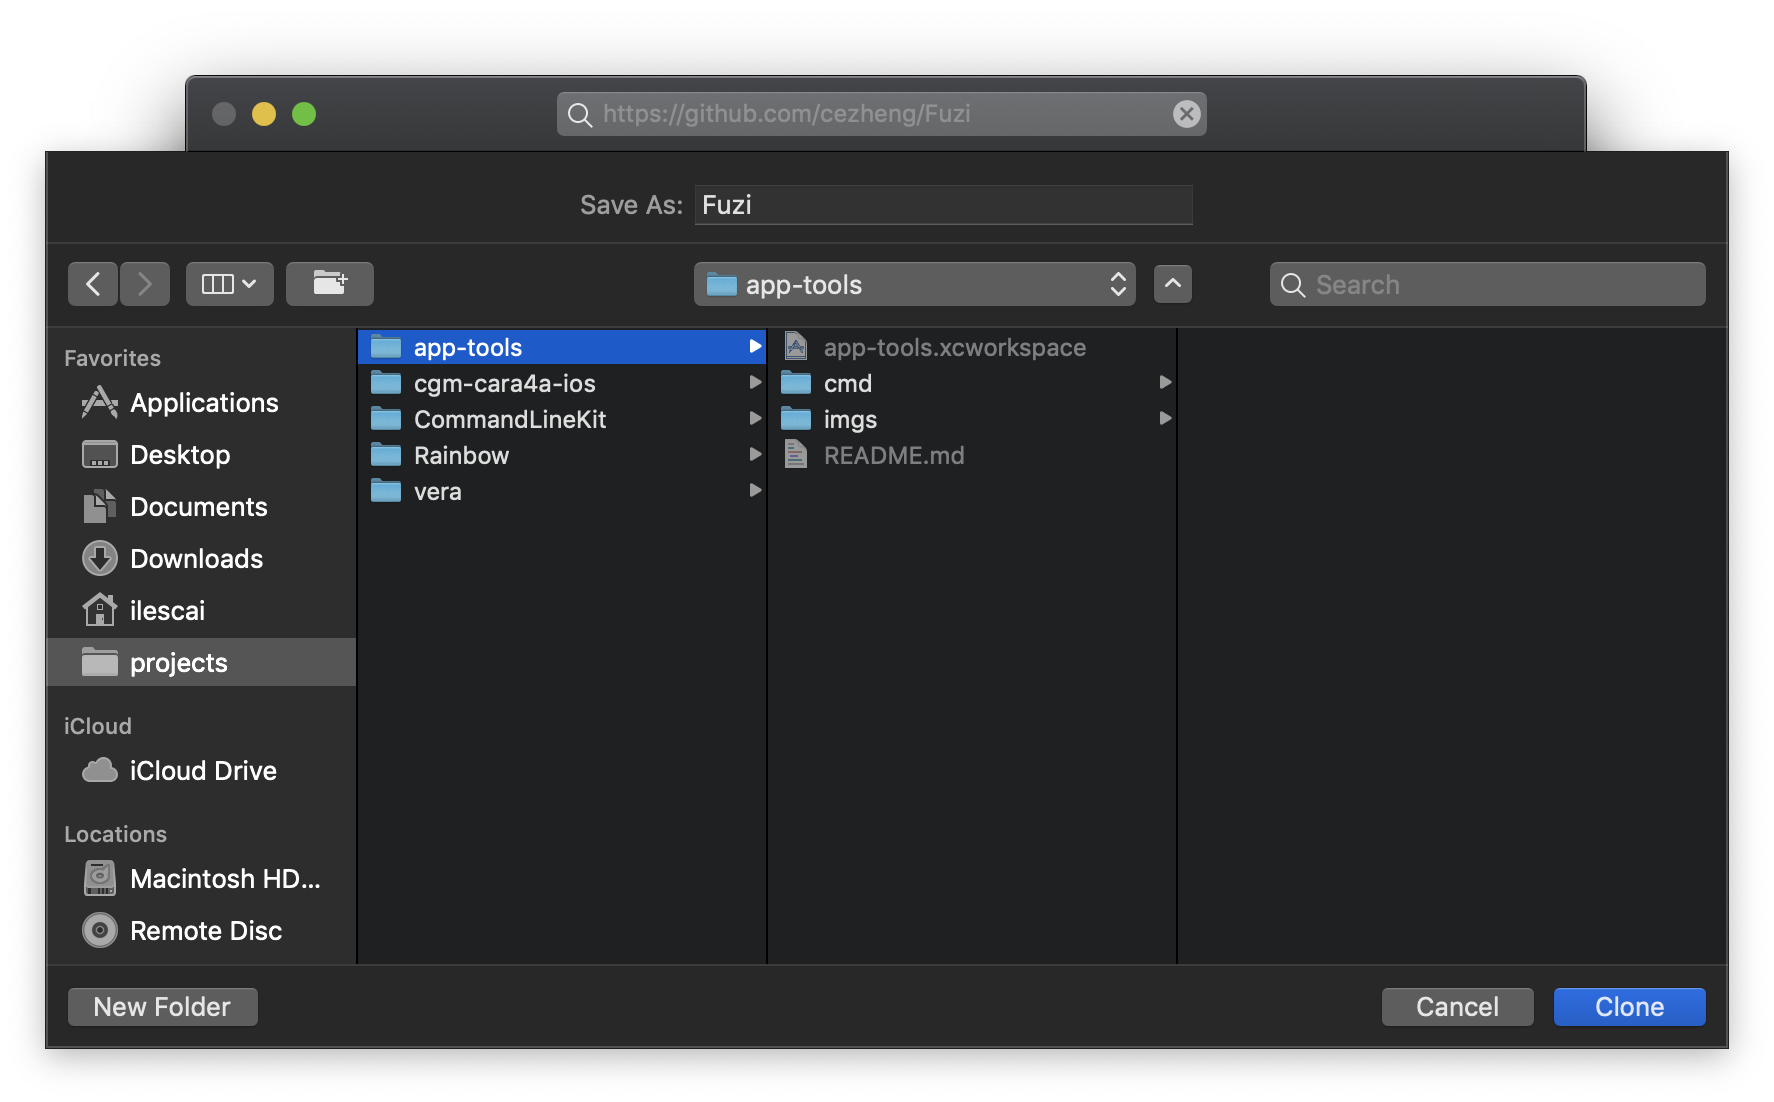 https://github.com/cezheng/Fuzi
Save As: Fuzi
app-tools
Search
Favorites
Applications
Desktop
Documents
Downloads
ilescai
projects
iCloud
iCloud Drive
Locations
Macintosh HD...
Remote Disc
app-tools
cgm-cara4a-ios
CommandLineKit
Rainbow
vera
app-tools.xcworkspace
cmd
imgs
README.md
New Folder
Cancel
Clone